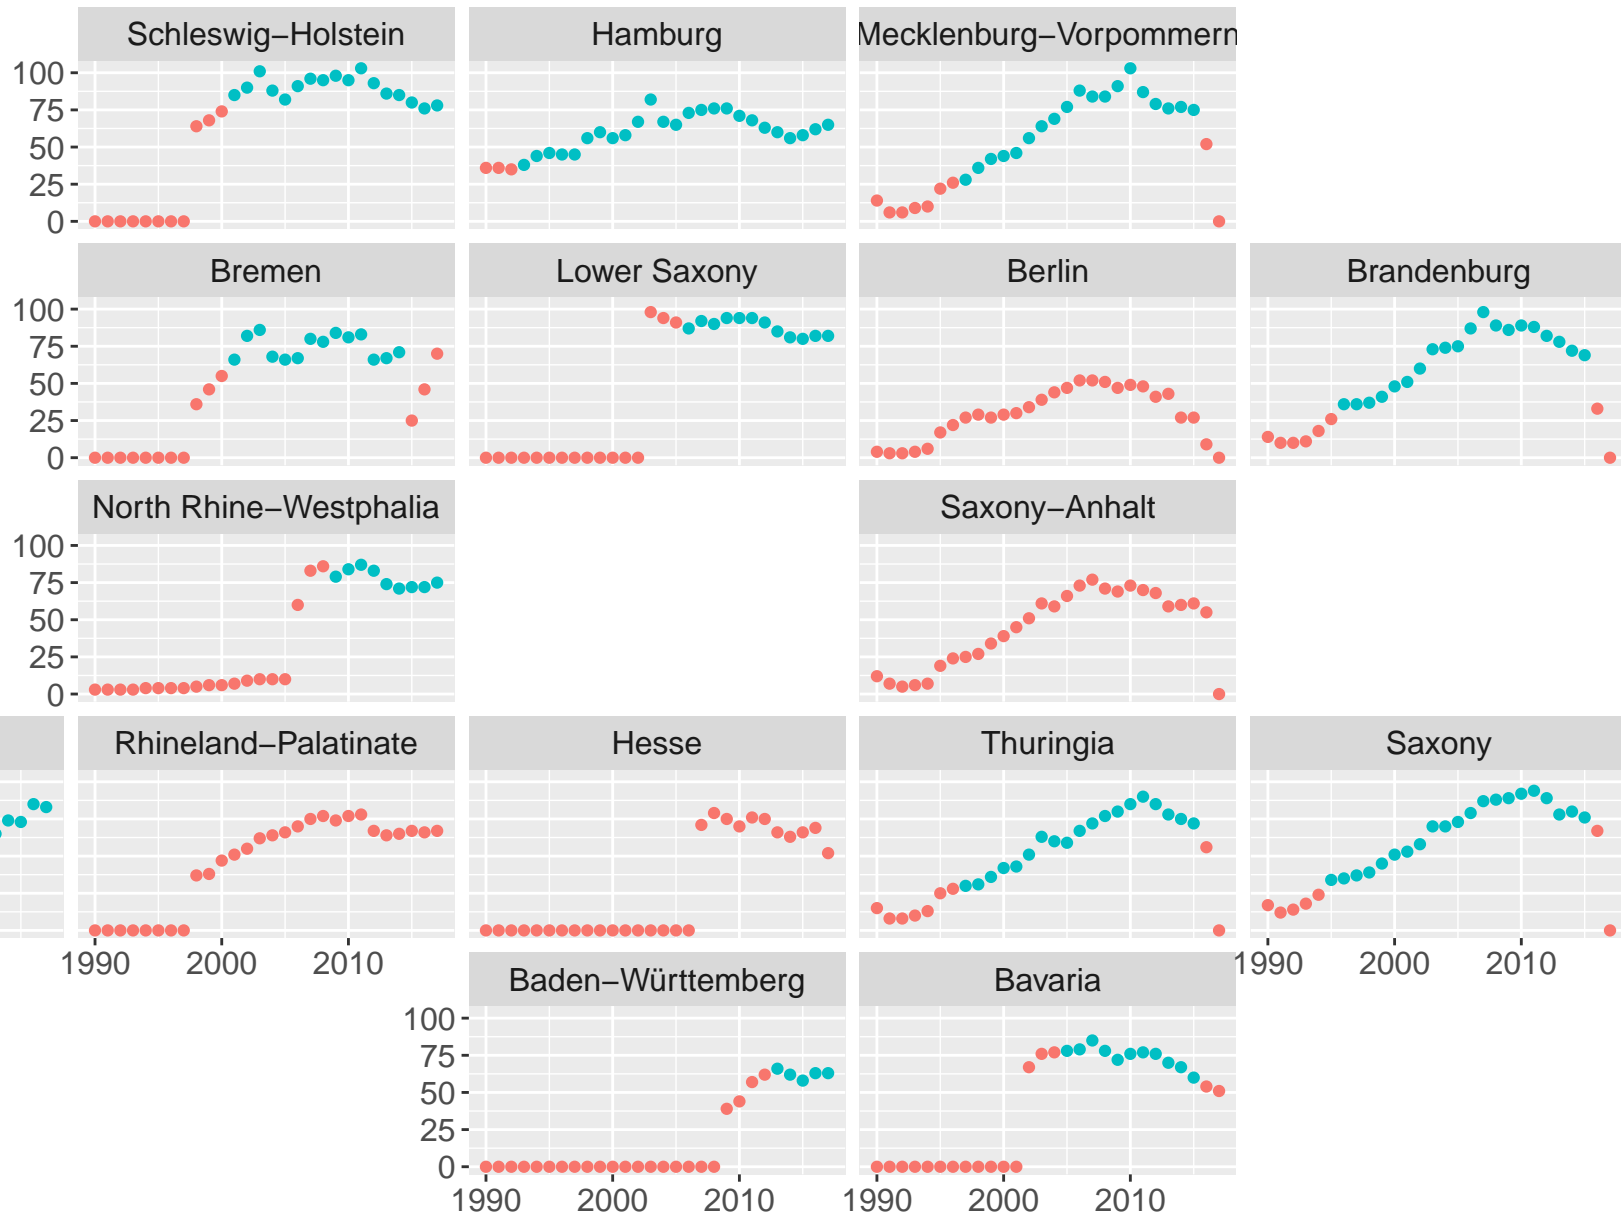 Schleswig−Holstein Hamburg Mecklenburg−Vorpommern
100
75
50
25
0
Bremen Lower Saxony Berlin Brandenburg
100
75
50
25
0
North Rhine−Westphalia Saxony−Anhalt
100
75
50
25
0
Rhineland−Palatinate Hesse Thuringia Saxony
1990 2000 2010 1990 2000 2010
Baden−Württemberg Bavaria
100
75
50
25
0
1990 2000 2010 1990 2000 2010